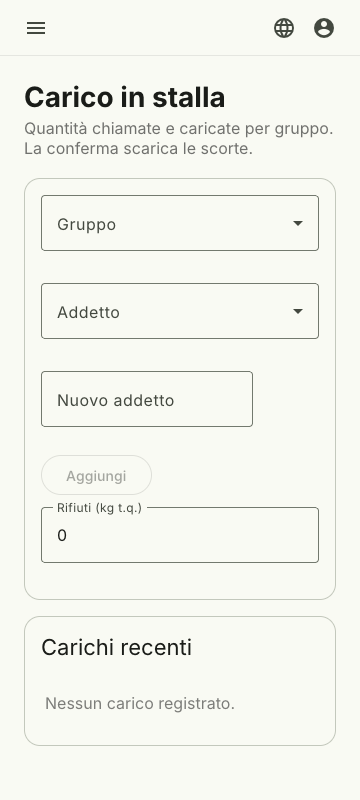 Carico in stalla
Quantità chiamate e caricate per gruppo.
La conferma scarica le scorte.
Gruppo
Addetto
Nuovo addetto
Aggiungi
Rifiuti (kg t.q.)
0
Carichi recenti
Nessun carico registrato.